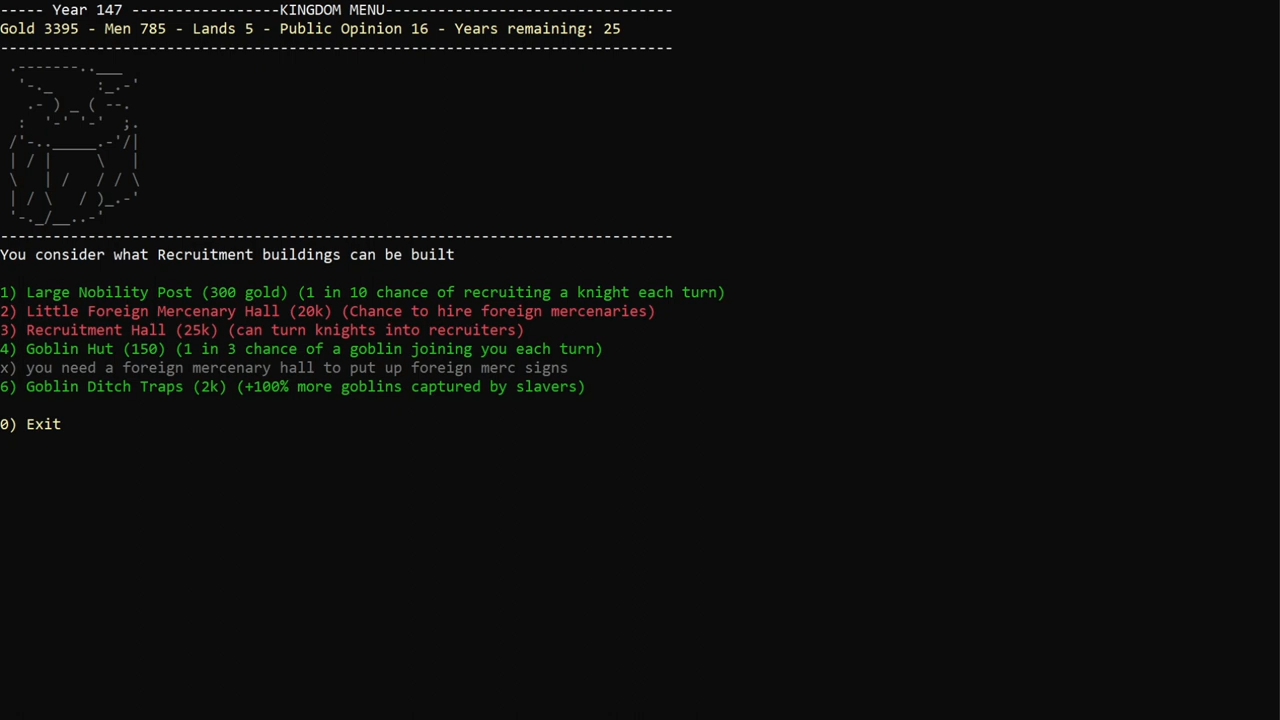 ----- Year 147 -----------------KINGDOM MENU---------------------------------
Gold 3395 - Men 785 - Lands 5 - Public Opinion 16 - Years remaining: 25
-----------------------------------------------------------------------------
-----------------------------------------------------------------------------
You consider what Recruitment buildings can be built
1) Large Nobility Post (300 gold) (1 in 10 chance of recruiting a knight each turn)
2) Little Foreign Mercenary Hall (20k) (Chance to hire foreign mercenaries)
3) Recruitment Hall (25k) (can turn knights into recruiters)
4) Goblin Hut (150) (1 in 3 chance of a goblin joining you each turn)
x) you need a foreign mercenary hall to put up foreign merc signs
6) Goblin Ditch Traps (2k) (+100% more goblins captured by slavers)
0) Exit